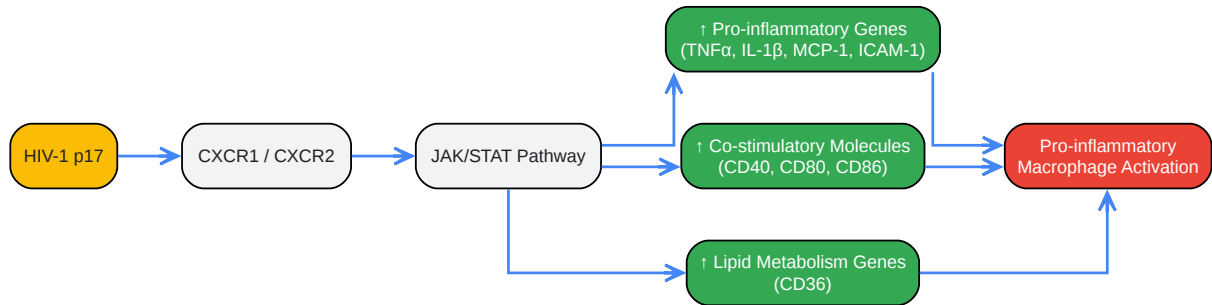 HIV-1 p17
CXCR1 / CXCR2
JAK/STAT Pathway
↑ Pro-inflammatory Genes
(TNFα, IL-1β, MCP-1, ICAM-1)
↑ Co-stimulatory Molecules
(CD40, CD80, CD86)
↑ Lipid Metabolism Genes
(CD36)
Pro-inflammatory
Macrophage Activation